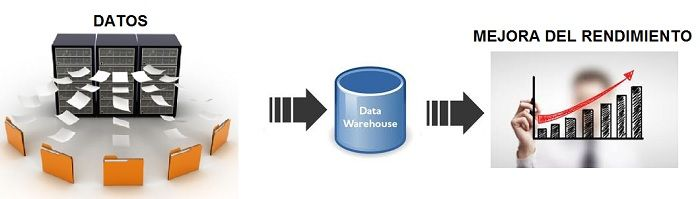 DATOS
Data
Warehouse
MEJORA DEL RENDIMIENTO